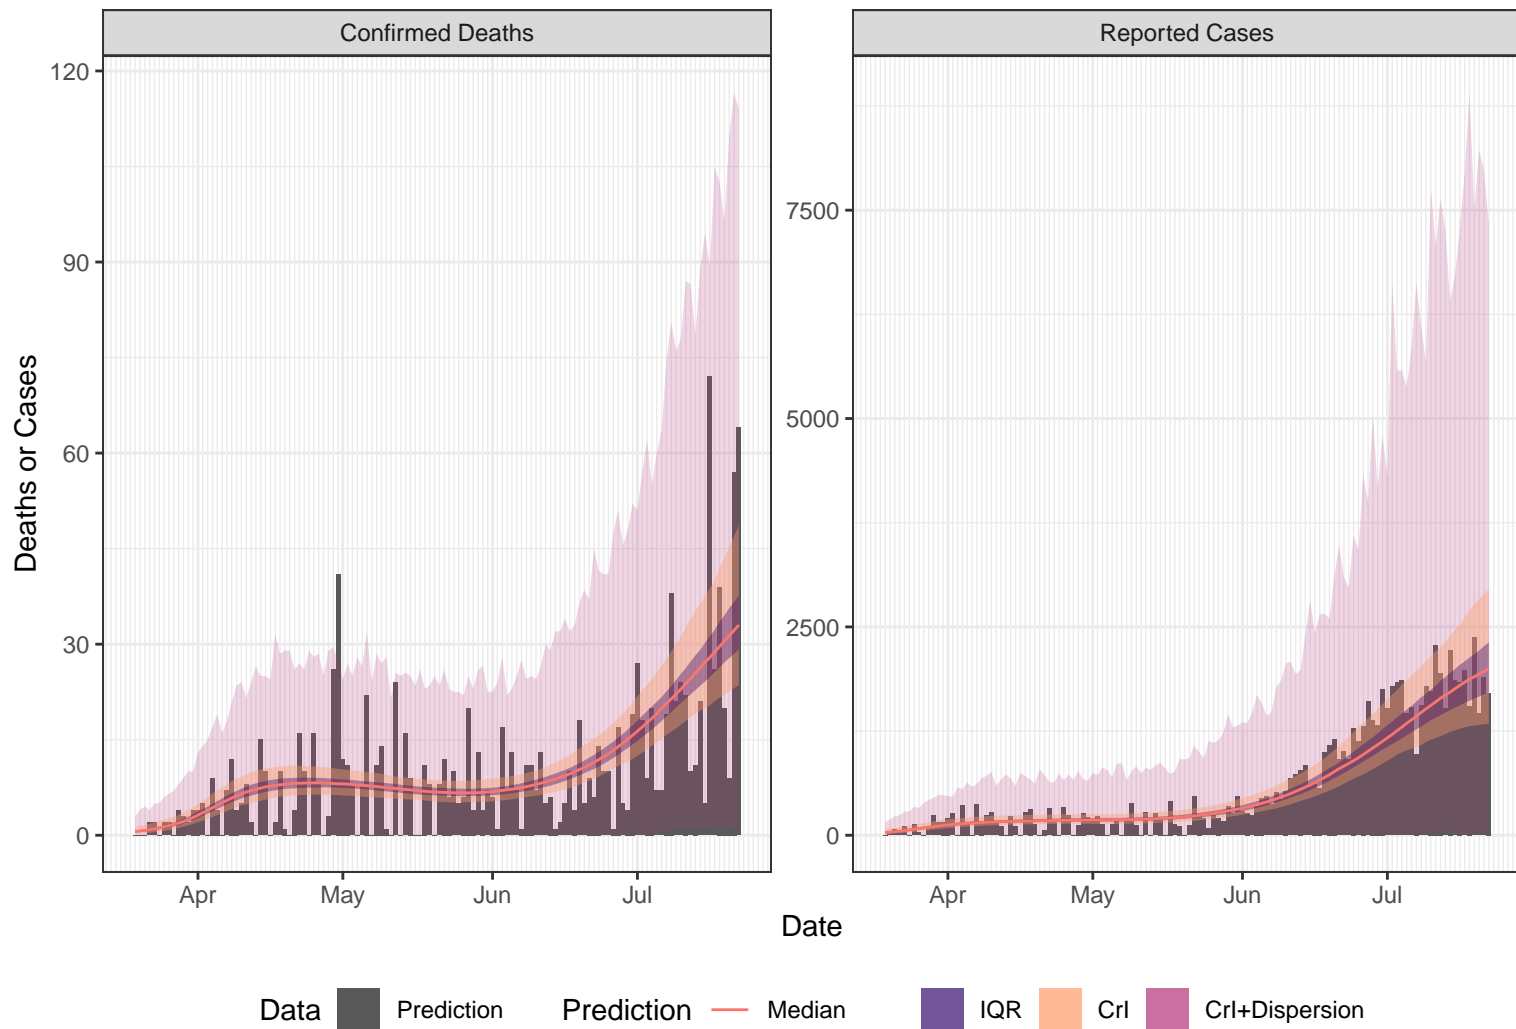 Confirmed Deaths
Reported Cases
120
90
60
30
0
7500
5000
2500
0
Deaths or Cases
Apr May Jun Jul
Apr May Jun Jul
Date
Data Prediction Prediction Median IQR CrI CrI+Dispersion